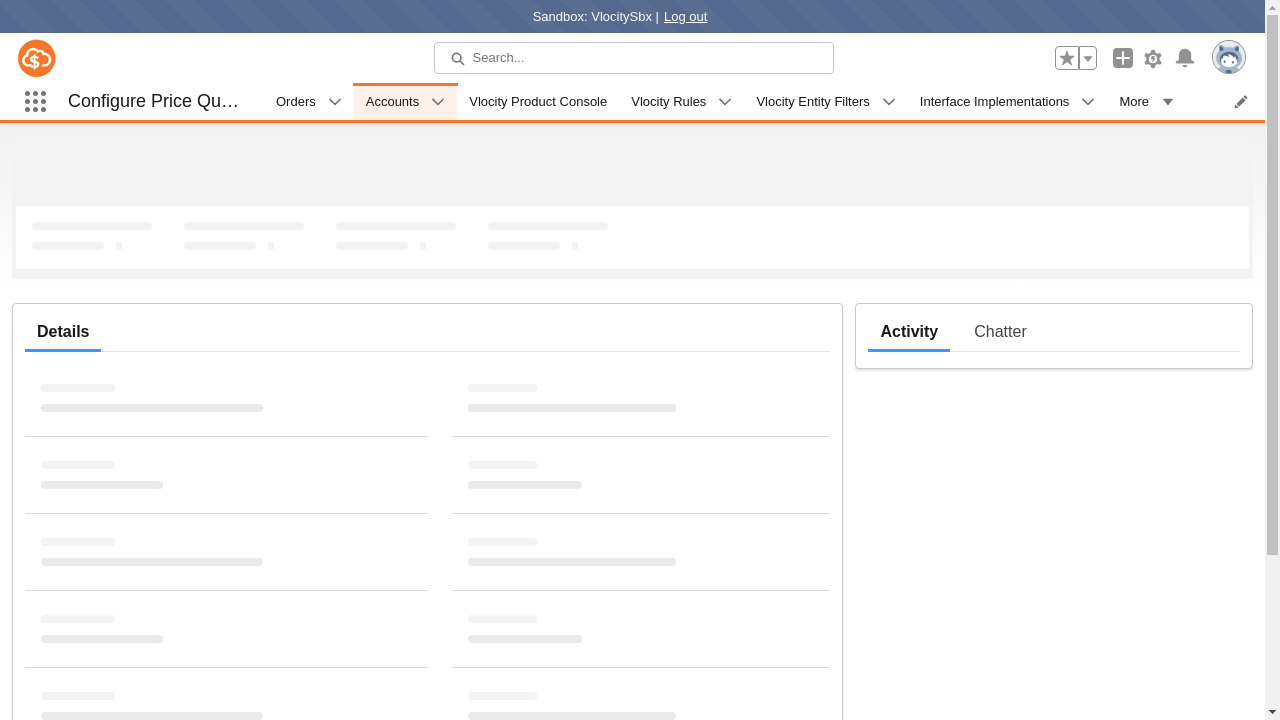 Sandbox: VlocitySbx | Log out
Search...
Configure Price Qu…
Orders
Accounts
Vlocity Product Console
Vlocity Rules
Vlocity Entity Filters
Interface Implementations
More
Details
Activity
Chatter